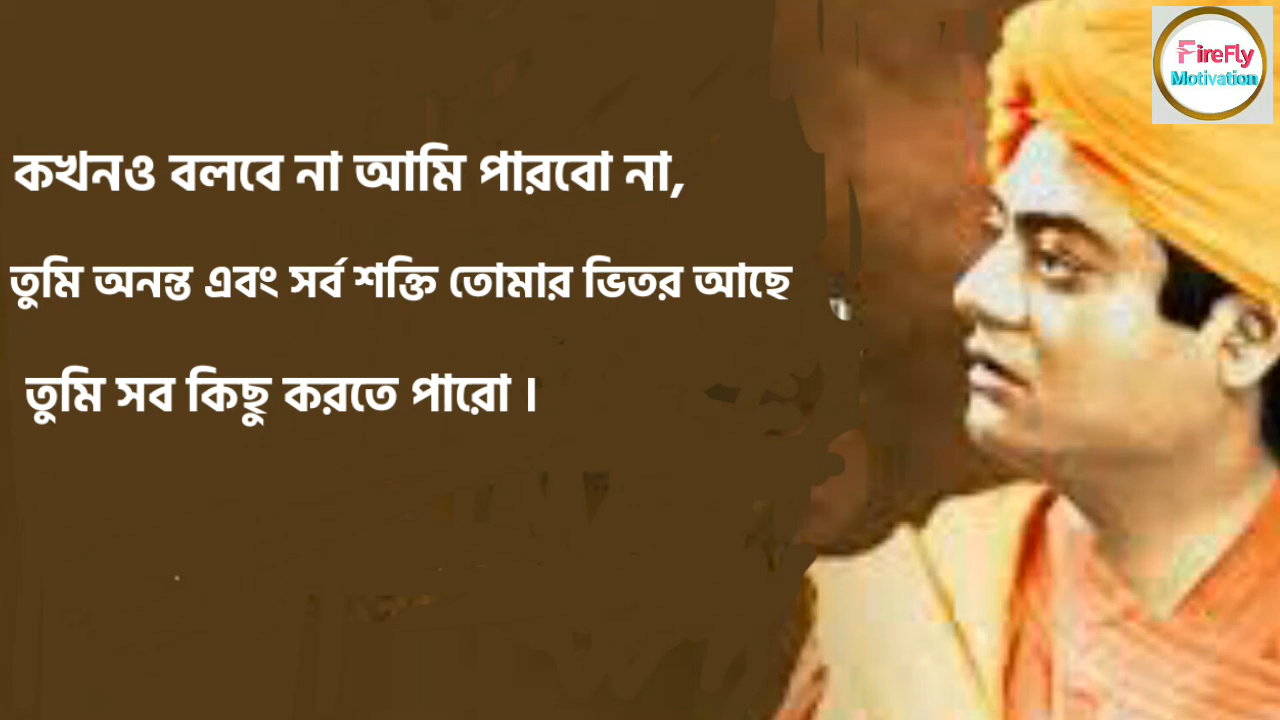 FireFly
Motivation
কখনও বলবে না আমি পারবো না,
তুমি অনন্ত এবং সর্ব শক্তি তোমার ভিতর আছে
তুমি সব কিছু করতে পারো ।